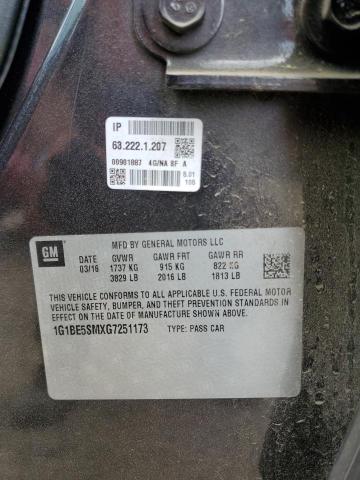 IP
63.222.1.207
00981087 4G/NA 8F A
8.01
108
GM
MFD BY GENERAL MOTORS LLC
DATE GVWR GAWR FRT GAWR RR
03/16 1737 KG 915 KG 822 KG
3829 LB 2016 LB 1813 LB
THIS VEHICLE CONFORMS TO ALL APPLICABLE U.S. FEDERAL MOTOR
VEHICLE SAFETY, BUMPER, AND THEFT PREVENTION STANDARDS IN
EFFECT ON THE DATE OF MANUFACTURE SHOWN ABOVE.
1G1BE5SMXG7251173 TYPE: PASS CAR